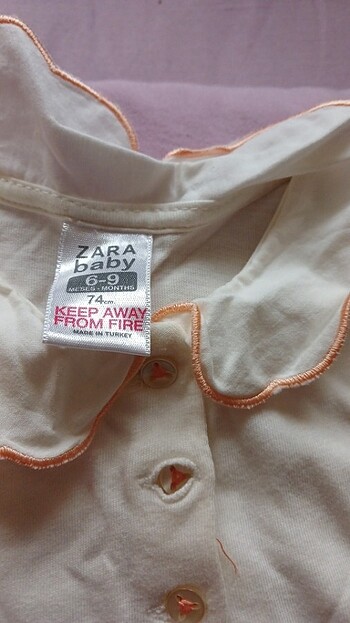 ZARA
baby
6-9
MESES - MONTHS
74cm.
KEEP AWAY
FROM FIRE
MADE IN TURKEY